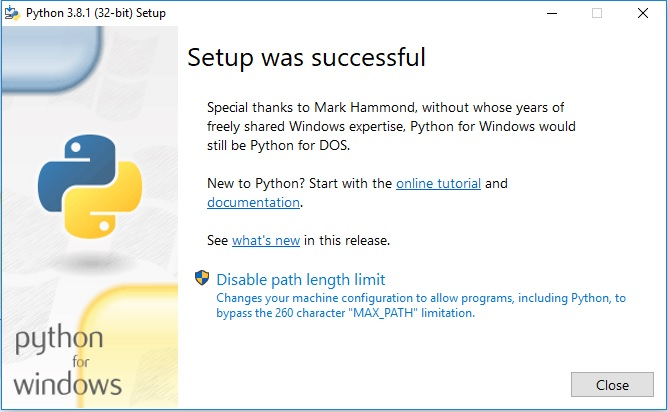 Python 3.8.1 (32-bit) Setup
Setup was successful
Special thanks to Mark Hammond, without whose years of
freely shared Windows expertise, Python for Windows would
still be Python for DOS.
New to Python? Start with the online tutorial and
documentation.
See what's new in this release.
Disable path length limit
Changes your machine configuration to allow programs, including Python, to
bypass the 260 character "MAX_PATH" limitation.
python
for
windows
Close